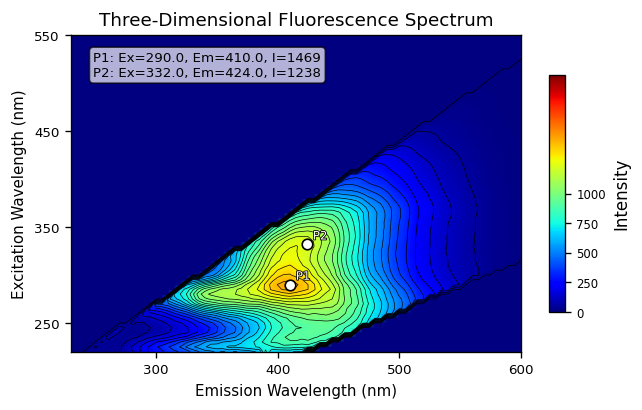 Three-Dimensional Fluorescence Spectrum
P1: Ex=290.0, Em=410.0, I=1469
P2: Ex=332.0, Em=424.0, I=1238
550
450
350
250
Excitation Wavelength (nm)
P2
P1
300
400
500
600
Emission Wavelength (nm)
1000
750
500
250
0
Intensity